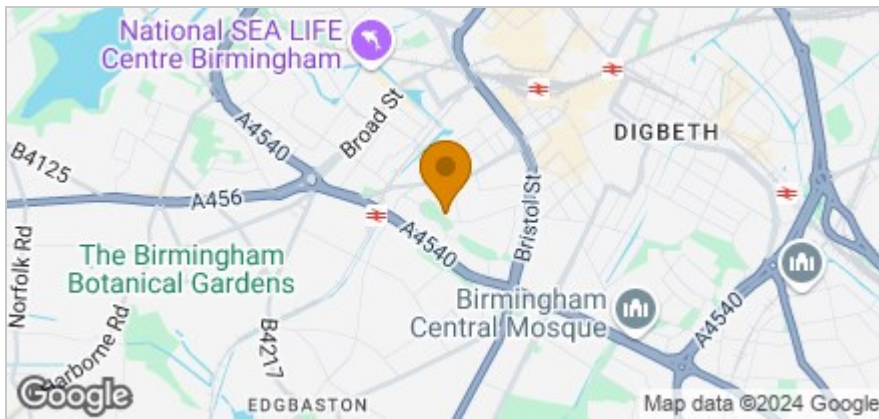 National SEA LIFE
Centre Birmingham
Broad St
A4540
B4125
A456
DIGBETH
Bristol St
Norfolk Rd
The Birmingham
Botanical Gardens
A4540
Birmingham
Central Mosque
A4540
Harborne Rd
B4217
EDGBASTON
Google
Map data ©2024 Google